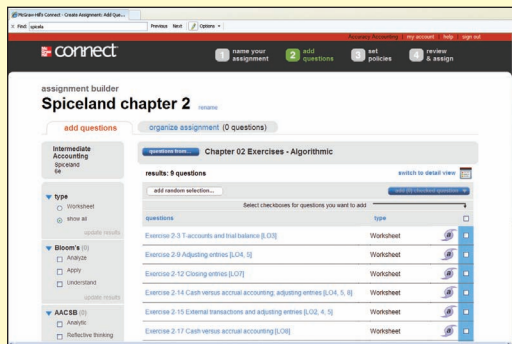 McGraw-Hill's Connect - Create Assignment: Add Que...
Find: spicela Previous Next Options
my account help sign out
connect
1 name your assignment 2 add questions 3 set policies 4 review & assign
assignment builder
Spiceland chapter 2 rename
add questions organize assignment (0 questions)
Intermediate
Accounting
Spiceland
6e
type
Worksheet
show all
update results
Bloom's (0)
Analyze
Apply
Understand
update results
AACSB (0)
Analytic
Reflective thinking
questions from... Chapter 02 Exercises - Algorithmic
results: 9 questions switch to detail view
add random selection...
Select checkboxes for questions you want to add
questions type
Exercise 2-3 T-accounts and trial balance [LO3] Worksheet
Exercise 2-9 Adjusting entries [LO4, 5] Worksheet
Exercise 2-12 Closing entries [LO7] Worksheet
Exercise 2-14 Cash versus accrual accounting; adjusting entries [LO4, 5, 8] Worksheet
Exercise 2-15 External transactions and adjusting entries [LO2, 4, 5] Worksheet
Exercise 2-17 Cash versus accrual accounting [LO8] Worksheet